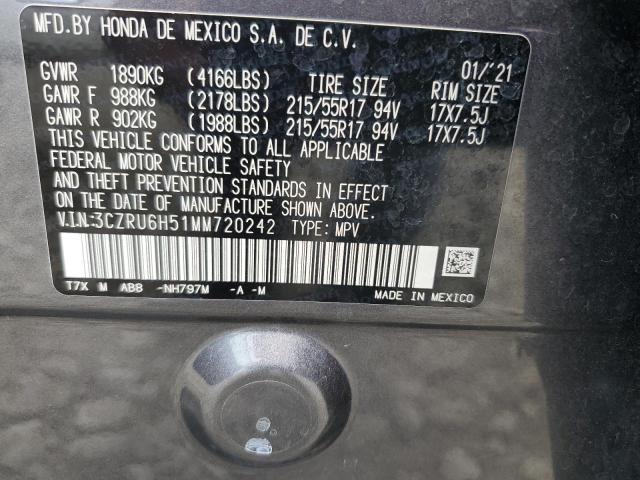 MFD.BY HONDA DE MEXICO S.A. DE C.V.
01/'21
GVWR 1890KG (4166LBS) TIRE SIZE RIM SIZE
GAWR F 988KG (2178LBS) 215/55R17 94V 17X7.5J
GAWR R 902KG (1988LBS) 215/55R17 94V 17X7.5J
THIS VEHICLE CONFORMS TO ALL APPLICABLE
FEDERAL MOTOR VEHICLE SAFETY
AND THEFT PREVENTION STANDARDS IN EFFECT
ON THE DATE OF MANUFACTURE SHOWN ABOVE.
V.I.N.:3CZRU6H51MM720242 TYPE: MPV
T7X M AB8 -NH797M -A -M MADE IN MEXICO